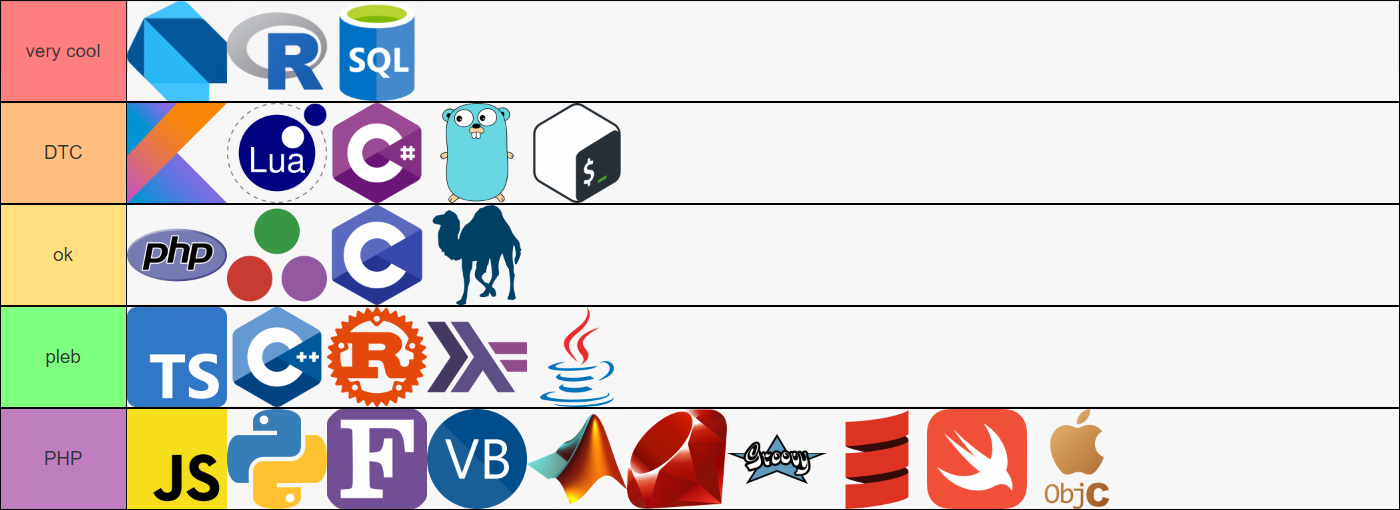 very cool
R
SQL
DTC
Lua
C#
$_
ok
php
C
pleb
TS
C++
R
JS
PHP
F
VB
Groovy
ObjC